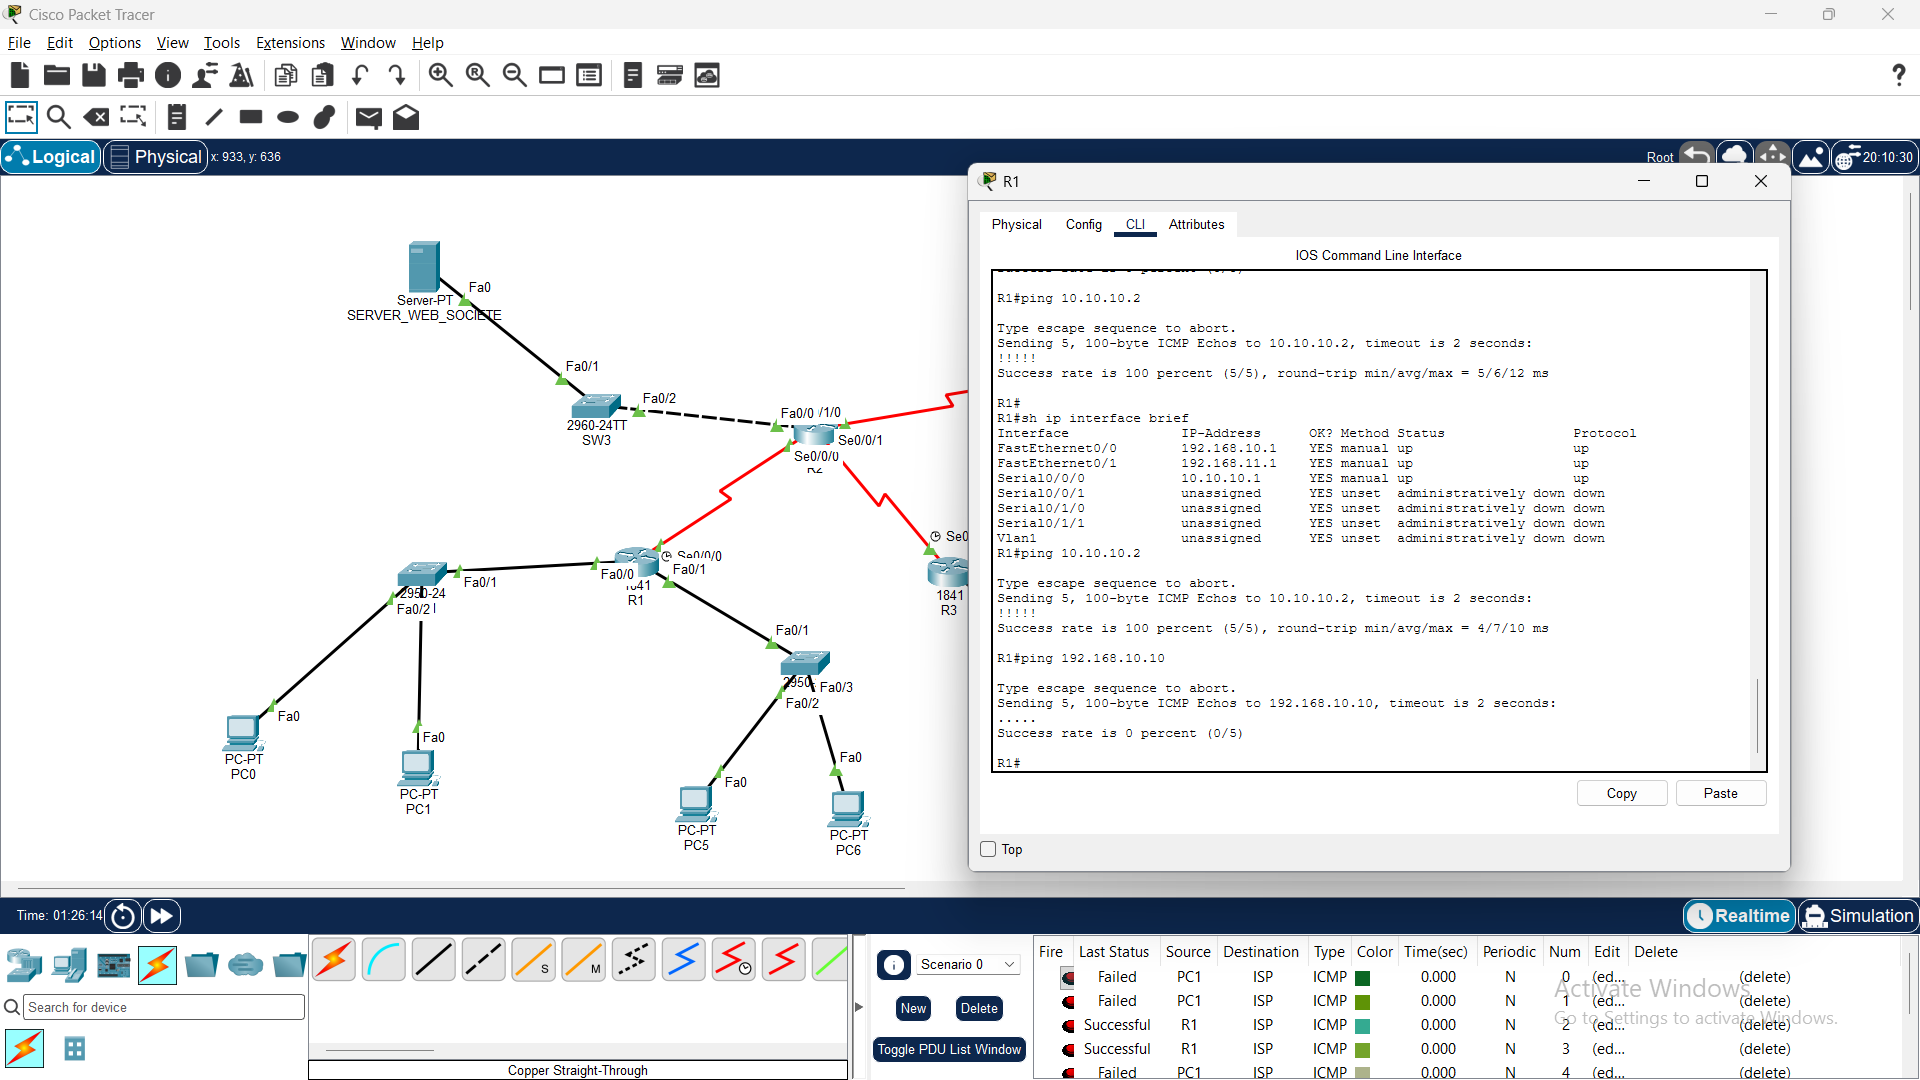 Cisco Packet Tracer
File Edit Options View Tools Extensions Window Help
Logical Physical x: 933, y: 636
Root 20:10:30
Fa0
Server-PT
SERVER_WEB_SOCIETE
Fa0/1
Fa0/2
2960-24TT
SW3
Fa0/0 /1/0
Se0/0/1
Se0/0/0
R2
Se0
1841
R3
Se0/0/0
Fa0/1
Fa0/0
1841
R1
Fa0/1
2950-24
Fa0/2
Fa0/1
2950-
Fa0/3
Fa0/2
Fa0
PC-PT
PC0
Fa0
PC-PT
PC1
Fa0
PC-PT
PC5
Fa0
PC-PT
PC6
R1
Physical Config CLI Attributes
IOS Command Line Interface
R1#ping 10.10.10.2
Type escape sequence to abort.
Sending 5, 100-byte ICMP Echos to 10.10.10.2, timeout is 2 seconds:
!!!!!
Success rate is 100 percent (5/5), round-trip min/avg/max = 5/6/12 ms
R1#
R1#sh ip interface brief
Interface IP-Address OK? Method Status Protocol
FastEthernet0/0 192.168.10.1 YES manual up up
FastEthernet0/1 192.168.11.1 YES manual up up
Serial0/0/0 10.10.10.1 YES manual up up
Serial0/0/1 unassigned YES unset administratively down down
Serial0/1/0 unassigned YES unset administratively down down
Serial0/1/1 unassigned YES unset administratively down down
Vlan1 unassigned YES unset administratively down down
R1#ping 10.10.10.2
Type escape sequence to abort.
Sending 5, 100-byte ICMP Echos to 10.10.10.2, timeout is 2 seconds:
!!!!!
Success rate is 100 percent (5/5), round-trip min/avg/max = 4/7/10 ms
R1#ping 192.168.10.10
Type escape sequence to abort.
Sending 5, 100-byte ICMP Echos to 192.168.10.10, timeout is 2 seconds:
.....
Success rate is 0 percent (0/5)
R1#
Copy Paste
Top
Time: 01:26:14
Realtime Simulation
Search for device
S M
Copper Straight-Through
Scenario 0
New Delete
Toggle PDU List Window
Fire Last Status Source Destination Type Color Time(sec) Periodic Num Edit Delete
Failed PC1 ISP ICMP 0.000 N 0 (ed... (delete)
Failed PC1 ISP ICMP 0.000 N 1 (ed... (delete)
Successful R1 ISP ICMP 0.000 N 2 (ed... (delete)
Successful R1 ISP ICMP 0.000 N 3 (ed... (delete)
Failed PC1 ISP ICMP 0.000 N 4 (ed... (delete)
Activate Windows
Go to Settings to activate Windows.